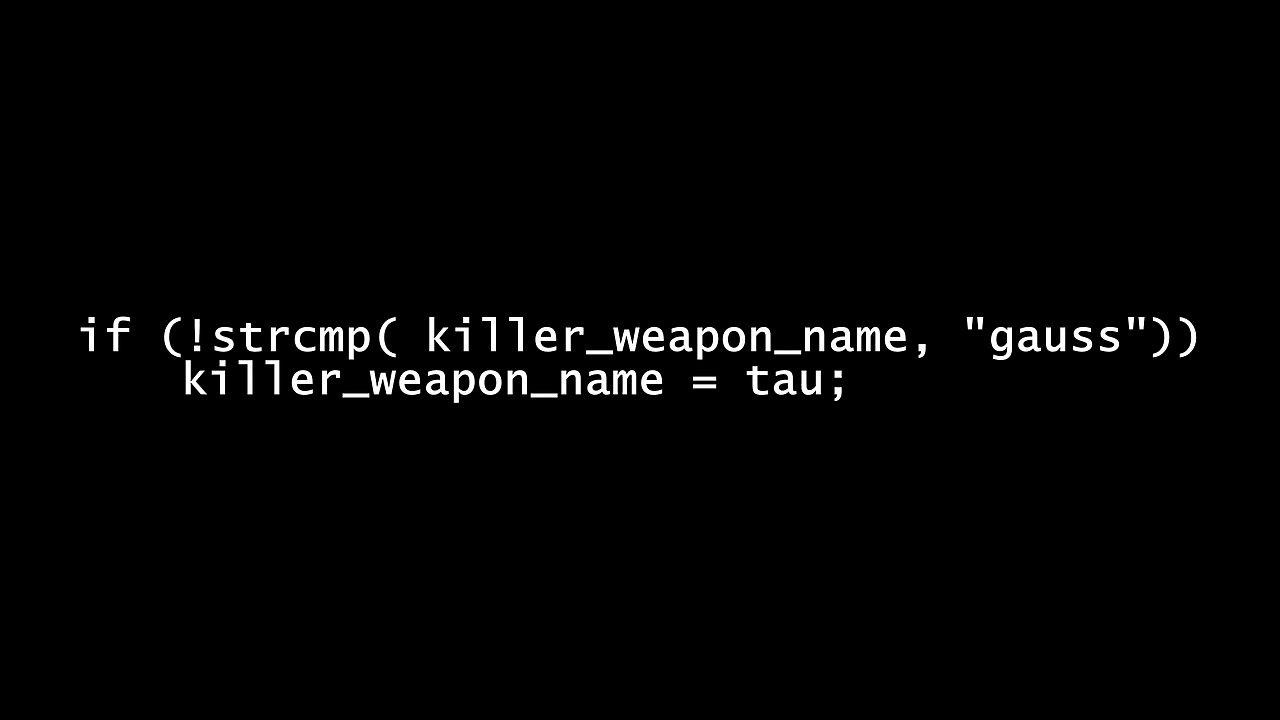 if (!strcmp( killer_weapon_name, "gauss"))
    killer_weapon_name = tau;